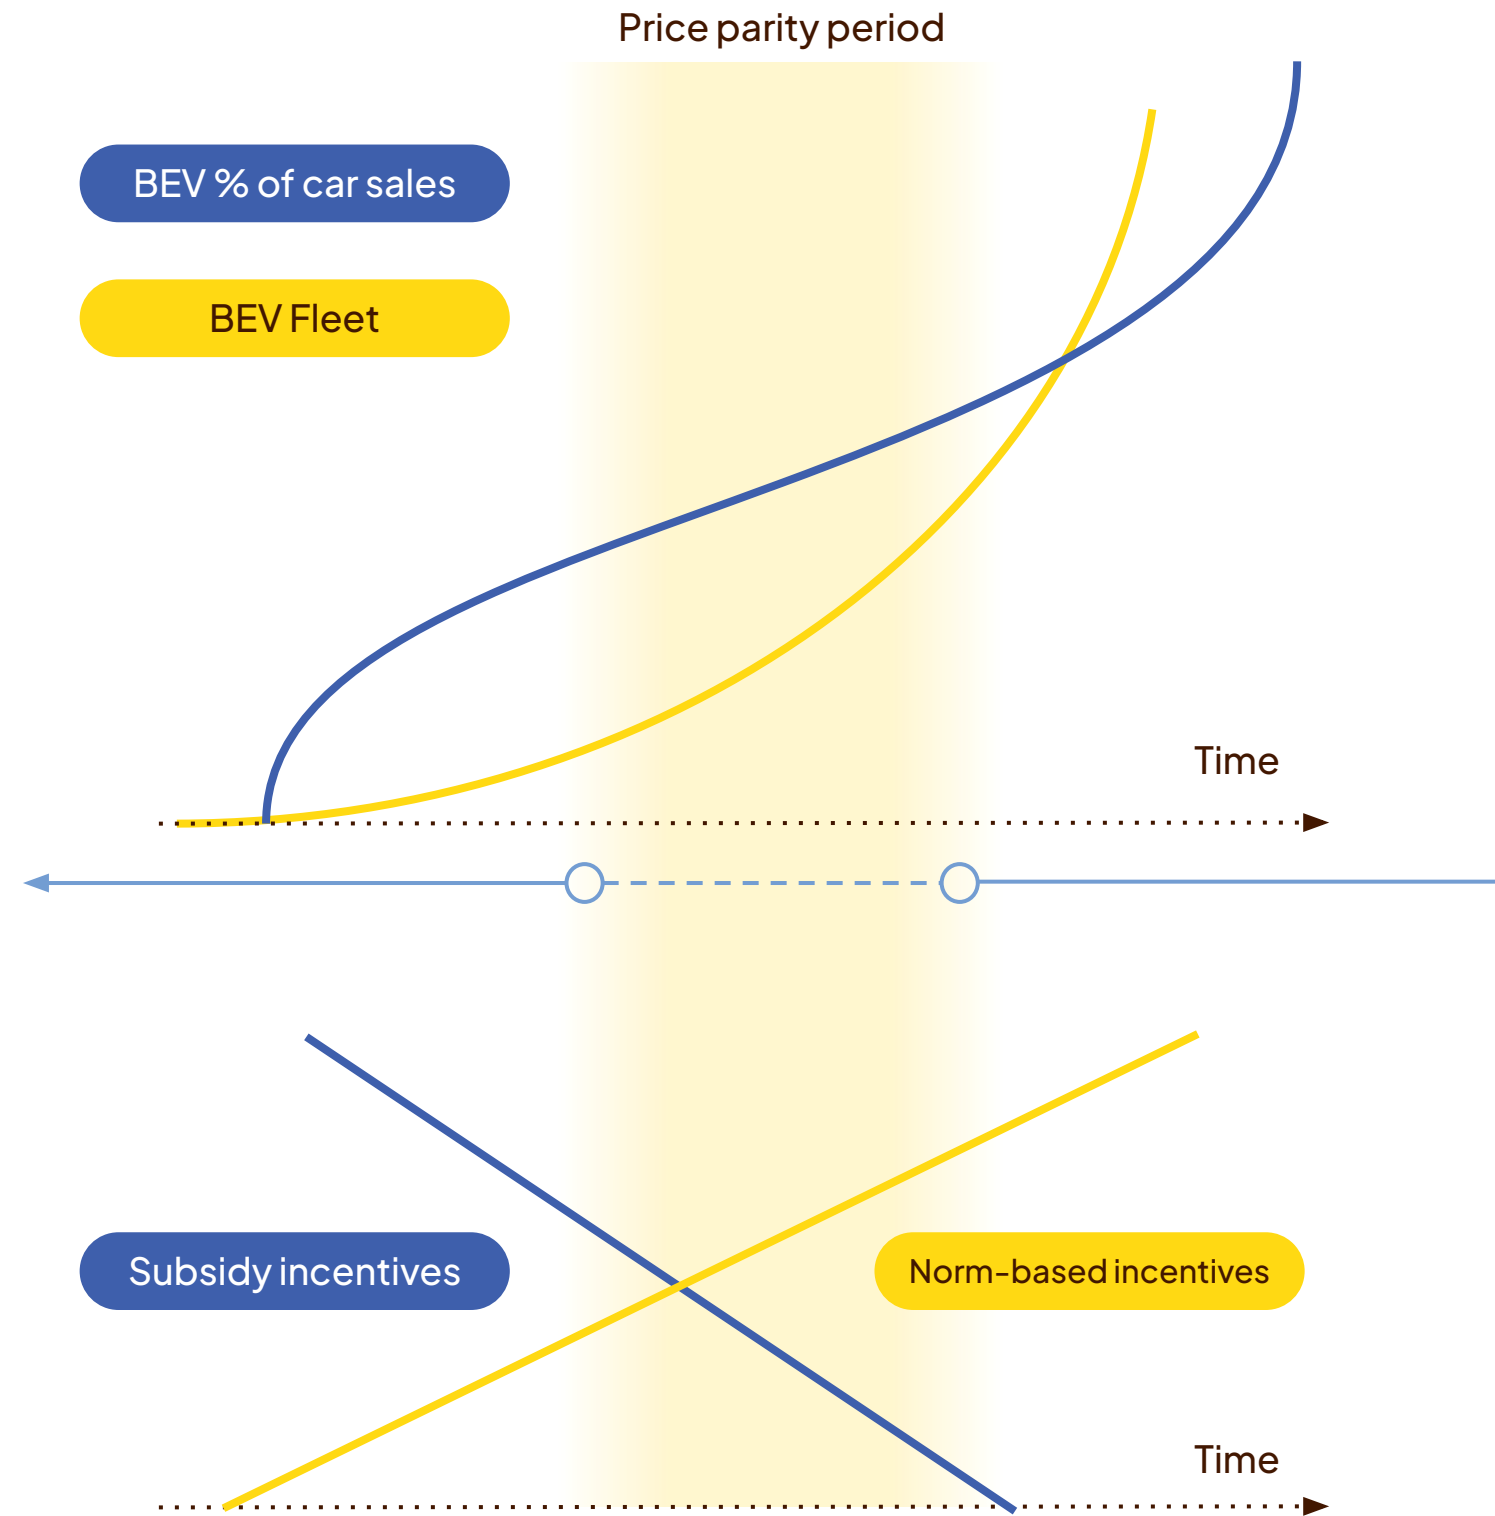 Price parity period
BEV % of car sales
BEV Fleet
Time
Subsidy incentives
Norm-based incentives
Time